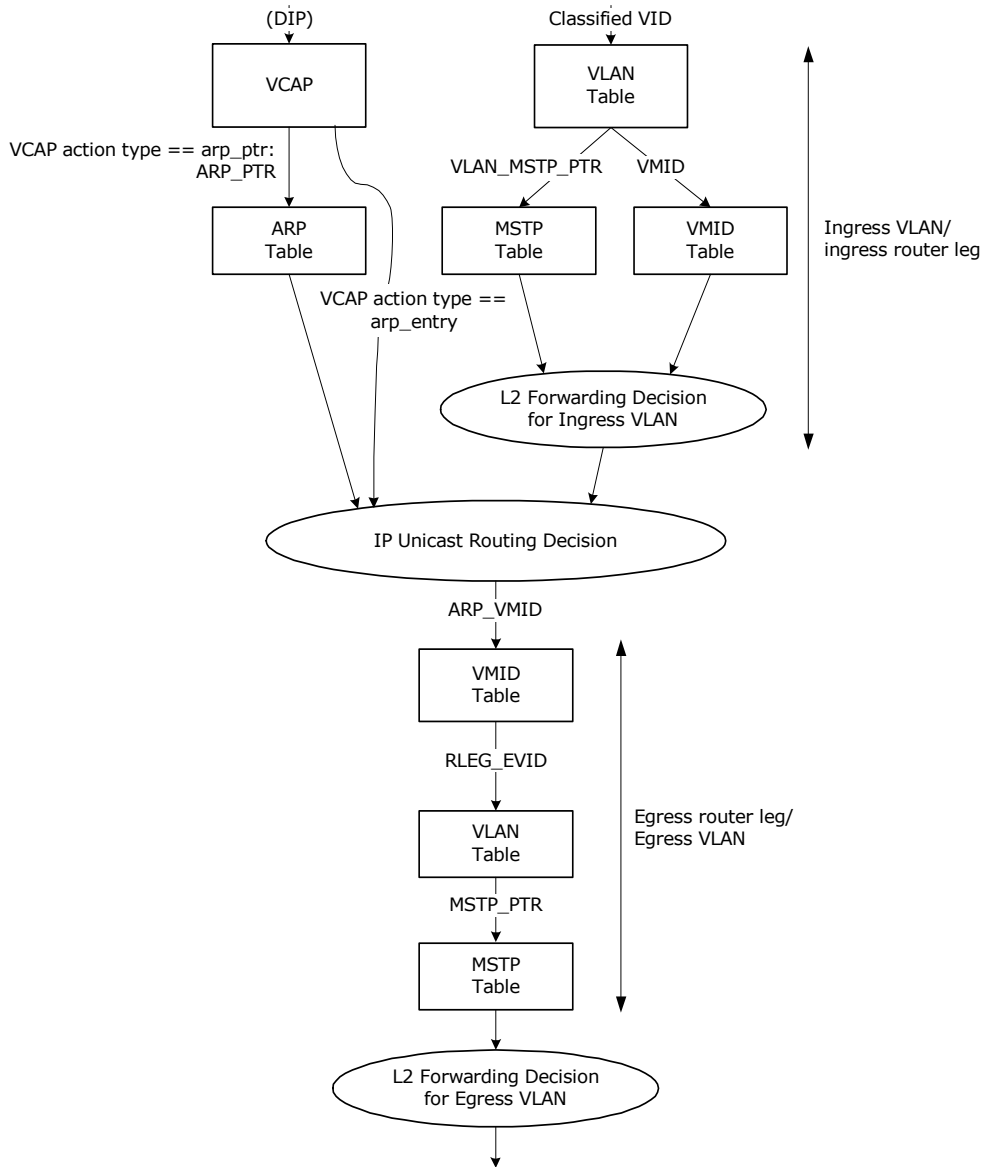 (DIP)
Classified VID
VCAP
VLAN
Table
VCAP action type == arp_ptr:
ARP_PTR
VLAN_MSTP_PTR
VMID
ARP
Table
MSTP
Table
VMID
Table
Ingress VLAN/
ingress router leg
VCAP action type ==
arp_entry
L2 Forwarding Decision
for Ingress VLAN
IP Unicast Routing Decision
ARP_VMID
VMID
Table
RLEG_EVID
VLAN
Table
Egress router leg/
Egress VLAN
MSTP_PTR
MSTP
Table
L2 Forwarding Decision
for Egress VLAN